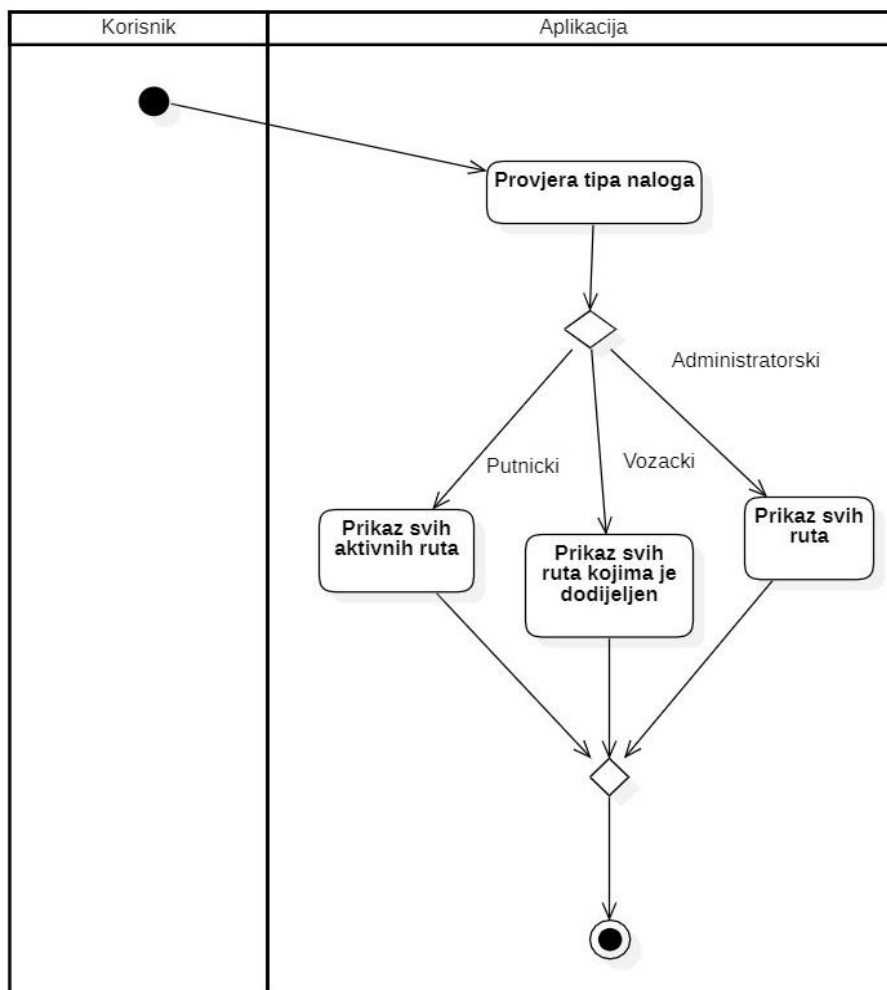 Korisnik
Aplikacija
Provjera tipa naloga
Administratorski
Putnicki
Vozacki
Prikaz svih
aktivnih ruta
Prikaz svih
ruta kojima je
dodijeljen
Prikaz svih
ruta